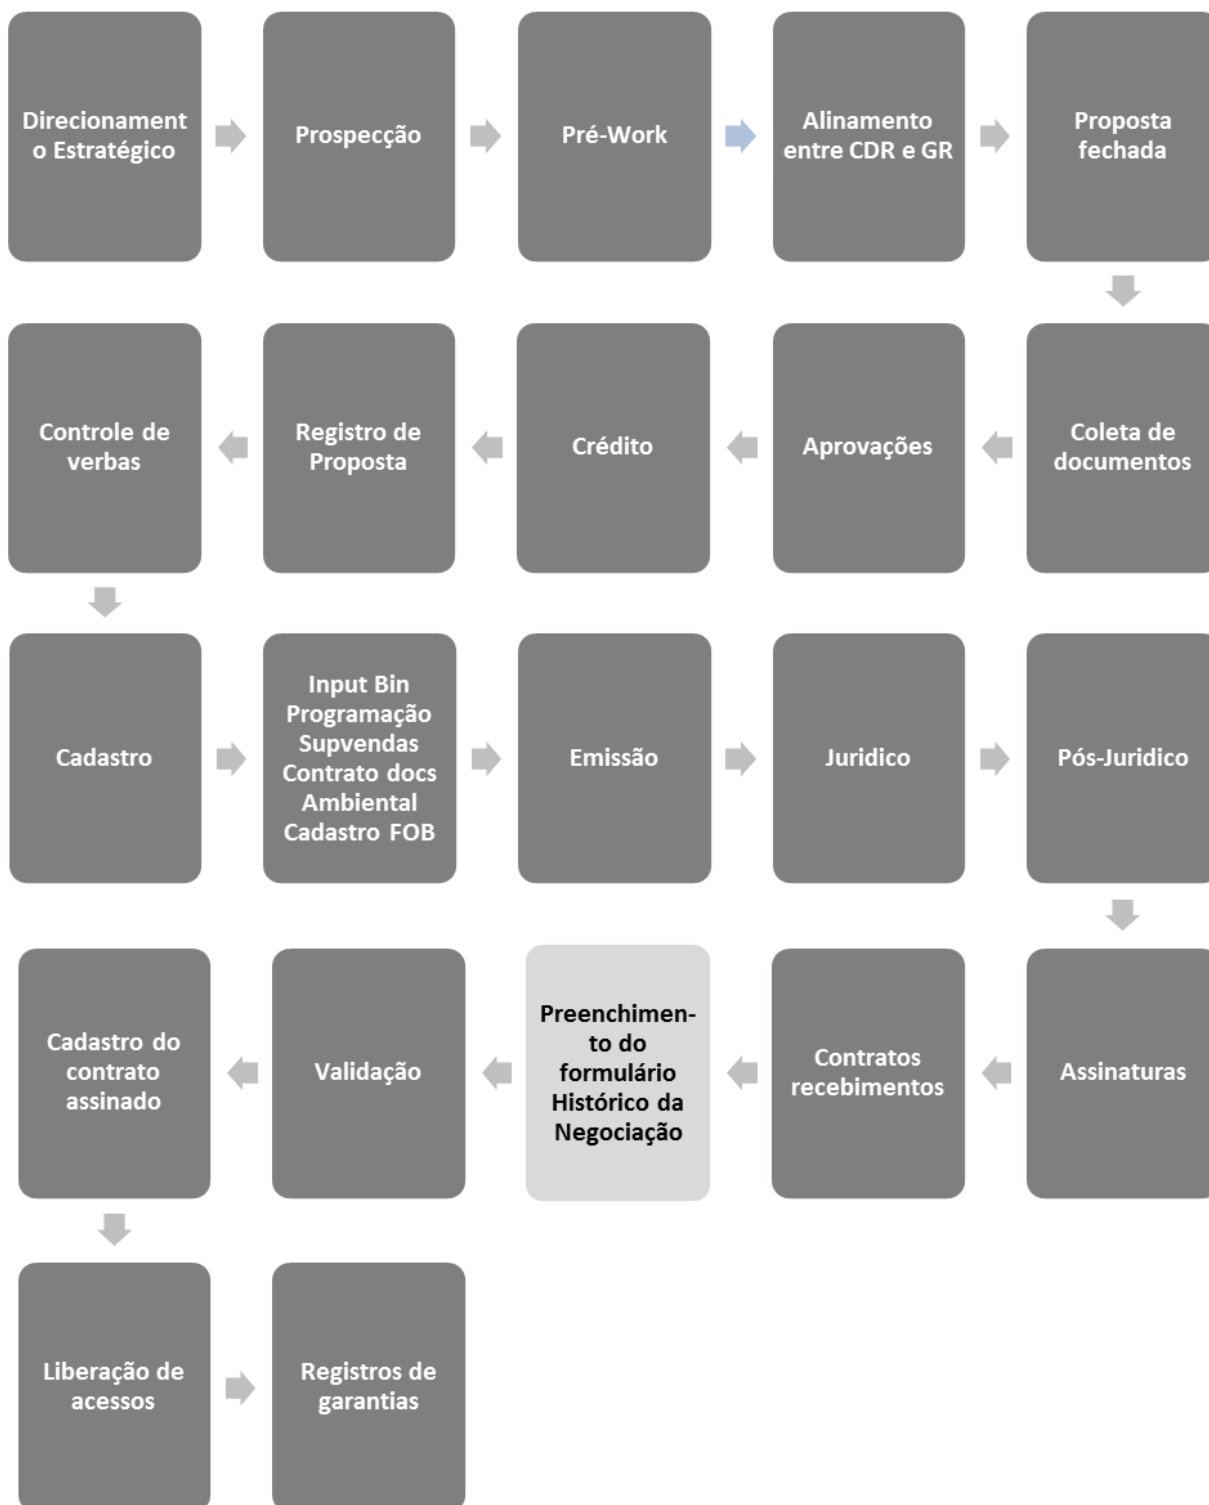 Direcionament
o Estratégico
Prospecção
Pré-Work
Alinamento
entre CDR e GR
Proposta
fechada
Controle de
verbas
Registro de
Proposta
Crédito
Aprovações
Coleta de
documentos
Cadastro
Input Bin
Programação
Supvendas
Contrato docs
Ambiental
Cadastro FOB
Emissão
Juridico
Pós-Juridico
Cadastro do
contrato
assinado
Validação
Preenchimen-
to do
formulário
Histórico da
Negociação
Contratos
recebimentos
Assinaturas
Liberação de
acessos
Registros de
garantias